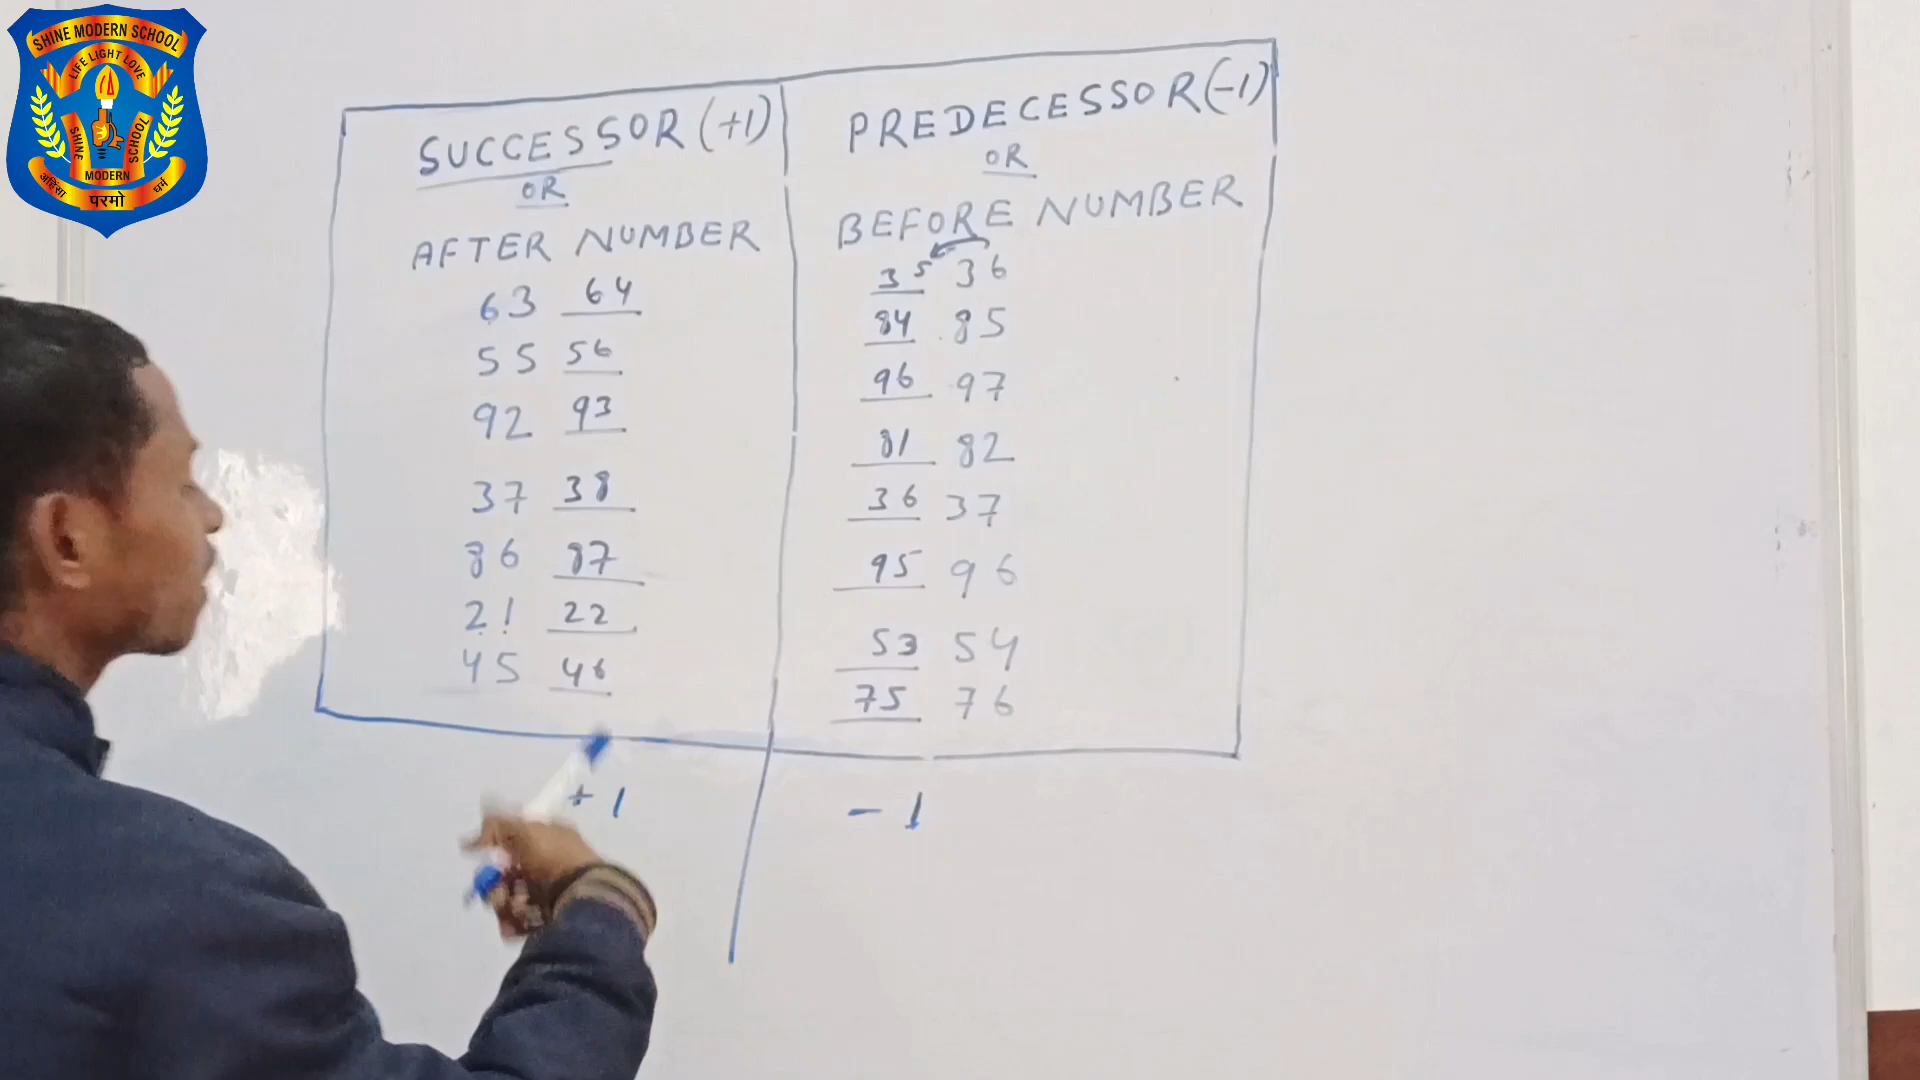 SHINE MODERN SCHOOL
LIFE LIGHT LOVE
SHINE
SCHOOL
MODERN
अहिंसा परमो धर्म
SUCCESSOR (+1)
OR
AFTER NUMBER
63 64
55 56
92 93
37 38
86 87
21 22
45 46
+1
PREDECESSOR (-1)
OR
BEFORE NUMBER
35 36
84 85
96 97
81 82
36 37
95 96
53 54
75 76
-1